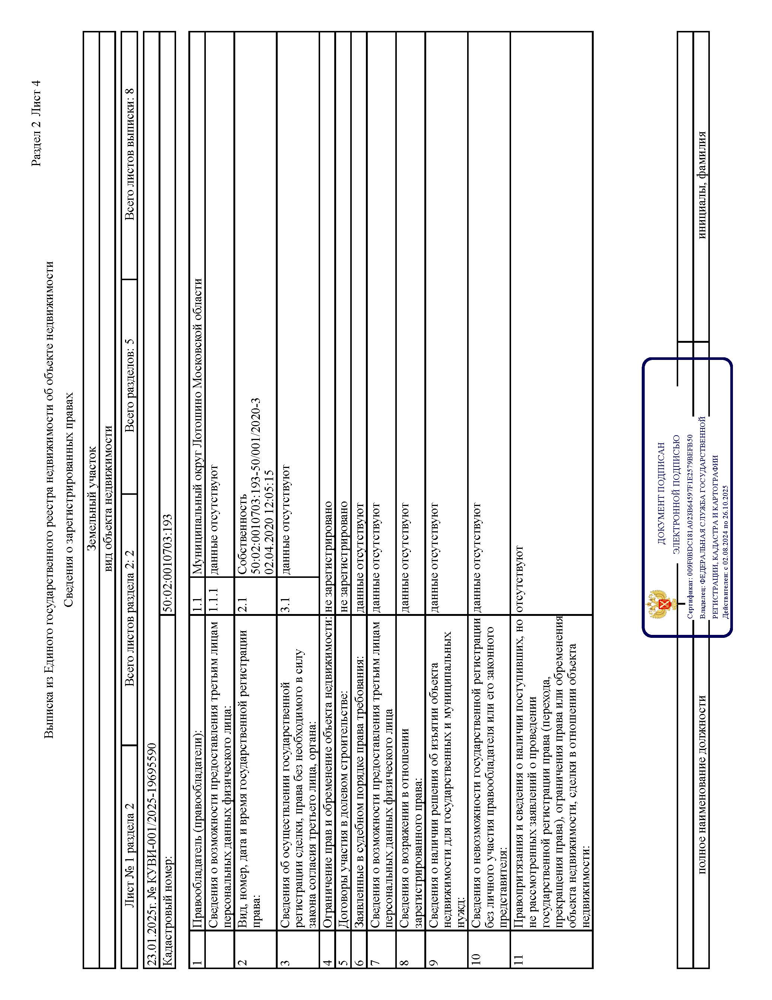 Раздел 2 Лист 4
Выписка из Единого государственного реестра недвижимости об объекте недвижимости
Сведения о зарегистрированных правах
Земельный участок
вид объекта недвижимости
Лист № 1 раздела 2 Всего листов раздела 2: 2 Всего разделов: 5 Всего листов выписки: 8
23.01.2025г. № КУВИ-001/2025-19695590
Кадастровый номер: 50:02:0010703:193
1 Правообладатель (правообладатели): 1.1 Муниципальный округ Лотошино Московской области
Сведения о возможности предоставления третьим лицам 1.1.1 данные отсутствуют
персональных данных физического лица:
2 Вид, номер, дата и время государственной регистрации 2.1 Собственность
права: 50:02:0010703:193-50/001/2020-3
02.04.2020 12:05:15
3 Сведения об осуществлении государственной 3.1 данные отсутствуют
регистрации сделки, права без необходимого в силу
закона согласия третьего лица, органа:
4 Ограничение прав и обременение объекта недвижимости: не зарегистрировано
5 Договоры участия в долевом строительстве: не зарегистрировано
6 Заявленные в судебном порядке права требования: данные отсутствуют
7 Сведения о возможности предоставления третьим лицам данные отсутствуют
персональных данных физического лица
8 Сведения о возражении в отношении данные отсутствуют
зарегистрированного права:
9 Сведения о наличии решения об изъятии объекта данные отсутствуют
недвижимости для государственных и муниципальных
нужд:
10 Сведения о невозможности государственной регистрации данные отсутствуют
без личного участия правообладателя или его законного
представителя:
11 Правопритязания и сведения о наличии поступивших, но отсутствуют
не рассмотренных заявлений о проведении
государственной регистрации права (перехода,
прекращения права), ограничения права или обременения
объекта недвижимости, сделки в отношении объекта
недвижимости:
ДОКУМЕНТ ПОДПИСАН
ЭЛЕКТРОННОЙ ПОДПИСЬЮ
Сертификат: 009F0BDC181A023B64597F1E2579BEFB50
Владелец: ФЕДЕРАЛЬНАЯ СЛУЖБА ГОСУДАРСТВЕННОЙ
РЕГИСТРАЦИИ, КАДАСТРА И КАРТОГРАФИИ
Действителен: с 02.08.2024 по 26.10.2025
полное наименование должности инициалы, фамилия